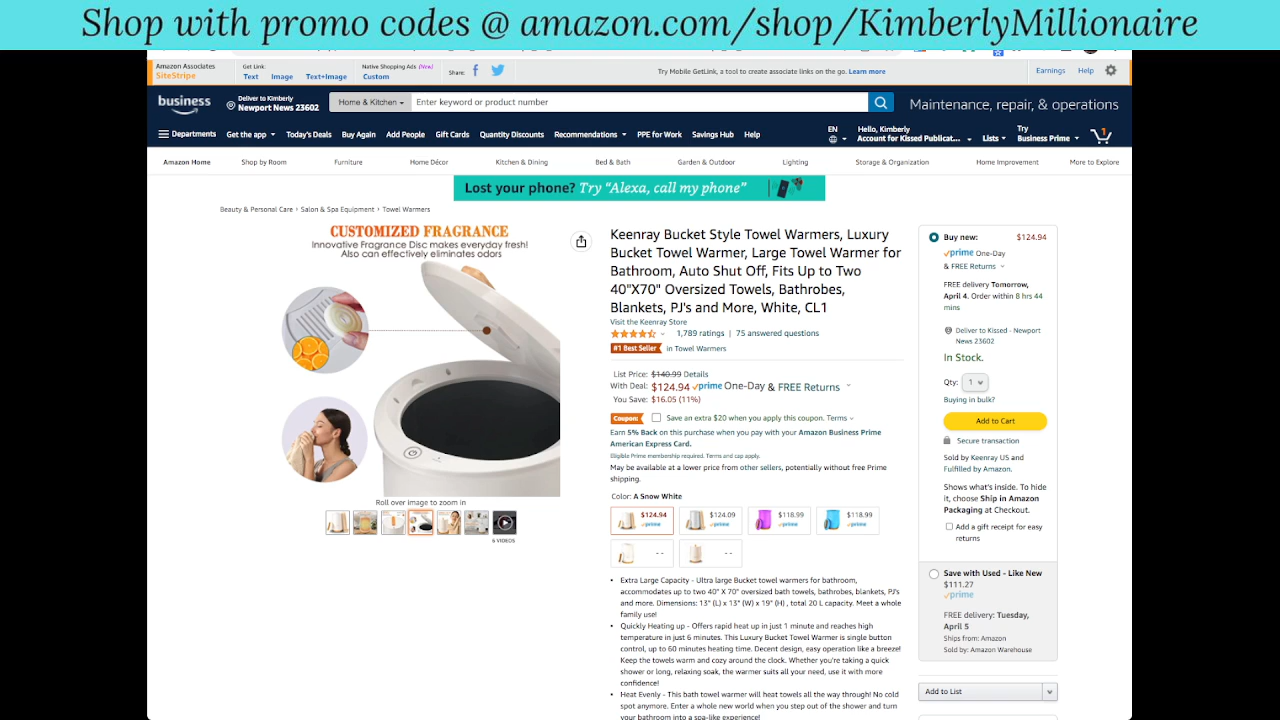 Shop with promo codes @ amazon.com/shop/KimberlyMillionaire
Amazon Associates
SiteStripe
Get Link:
Text Image Text+Image
Native Shopping Ads (New)
Custom
Share:
Try Mobile GetLink, a tool to create associate links on the go. Learn more
Earnings Help
business
Deliver to Kimberly
Newport News 23602
Home & Kitchen
Enter keyword or product number
Maintenance, repair, & operations
Departments Get the app Today's Deals Buy Again Add People Gift Cards Quantity Discounts Recommendations PPE for Work Savings Hub Help
EN
Hello, Kimberly
Account for Kissed Publicat...
Lists
Try
Business Prime
1
Amazon Home Shop by Room Furniture Home Décor Kitchen & Dining Bed & Bath Garden & Outdoor Lighting Storage & Organization Home Improvement More to Explore
Lost your phone? Try “Alexa, call my phone”
Beauty & Personal Care › Salon & Spa Equipment › Towel Warmers
CUSTOMIZED FRAGRANCE
Innovative Fragrance Disc makes everyday fresh!
Also can effectively eliminates odors
Roll over image to zoom in
6 VIDEOS
Keenray Bucket Style Towel Warmers, Luxury
Bucket Towel Warmer, Large Towel Warmer for
Bathroom, Auto Shut Off, Fits Up to Two
40"X70" Oversized Towels, Bathrobes,
Blankets, PJ's and More, White, CL1
Visit the Keenray Store
1,789 ratings | 75 answered questions
#1 Best Seller in Towel Warmers
List Price: $140.99 Details
With Deal: $124.94 prime One-Day & FREE Returns
You Save: $16.05 (11%)
Coupon Save an extra $20 when you apply this coupon. Terms
Earn 5% Back on this purchase when you pay with your Amazon Business Prime
American Express Card.
Eligible Prime membership required. Terms and cap apply.
May be available at a lower price from other sellers, potentially without free Prime
shipping.
Color: A Snow White
$124.94 prime
$124.09 prime
$118.99 prime
$118.99 prime
- -
- -
• Extra Large Capacity - Ultra large Bucket towel warmers for bathroom,
accommodates up to two 40" X 70" oversized bath towels, bathrobes, blankets, PJ's
and more. Dimensions: 13" (L) x 13" (W) x 19" (H) , total 20 L capacity. Meet a whole
family use!
• Quickly Heating up - Offers rapid heat up in just 1 minute and reaches high
temperature in just 6 minutes. This Luxury Bucket Towel Warmer is single button
control, up to 60 minutes heating time. Decent design, easy operation like a breeze!
Keep the towels warm and cozy around the clock. Whether you're taking a quick
shower or long, relaxing soak, the warmer suits all your need, use it with more
confidence!
• Heat Evenly - This bath towel warmer will heat towels all the way through! No cold
spot anymore. Enter a whole new world when you step out of the shower and turn
your bathroom into a spa-like experience!
Buy new: $124.94
prime One-Day
& FREE Returns
FREE delivery Tomorrow,
April 4. Order within 8 hrs 44
mins
Deliver to Kissed - Newport
News 23602
In Stock.
Qty: 1
Buying in bulk?
Add to Cart
Secure transaction
Sold by Keenray US and
Fulfilled by Amazon.
Shows what's inside. To hide
it, choose Ship in Amazon
Packaging at Checkout.
Add a gift receipt for easy
returns
Save with Used - Like New
$111.27
prime
FREE delivery: Tuesday,
April 5
Ships from: Amazon
Sold by: Amazon Warehouse
Add to List